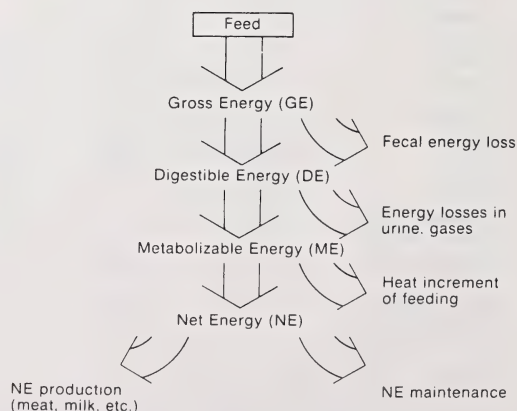 Feed
Gross Energy (GE)
Fecal energy loss
Digestible Energy (DE)
Energy losses in
urine. gases
Metabolizable Energy (ME)
Heat increment
of feeding
Net Energy (NE)
NE production
(meat, milk, etc.)
NE maintenance